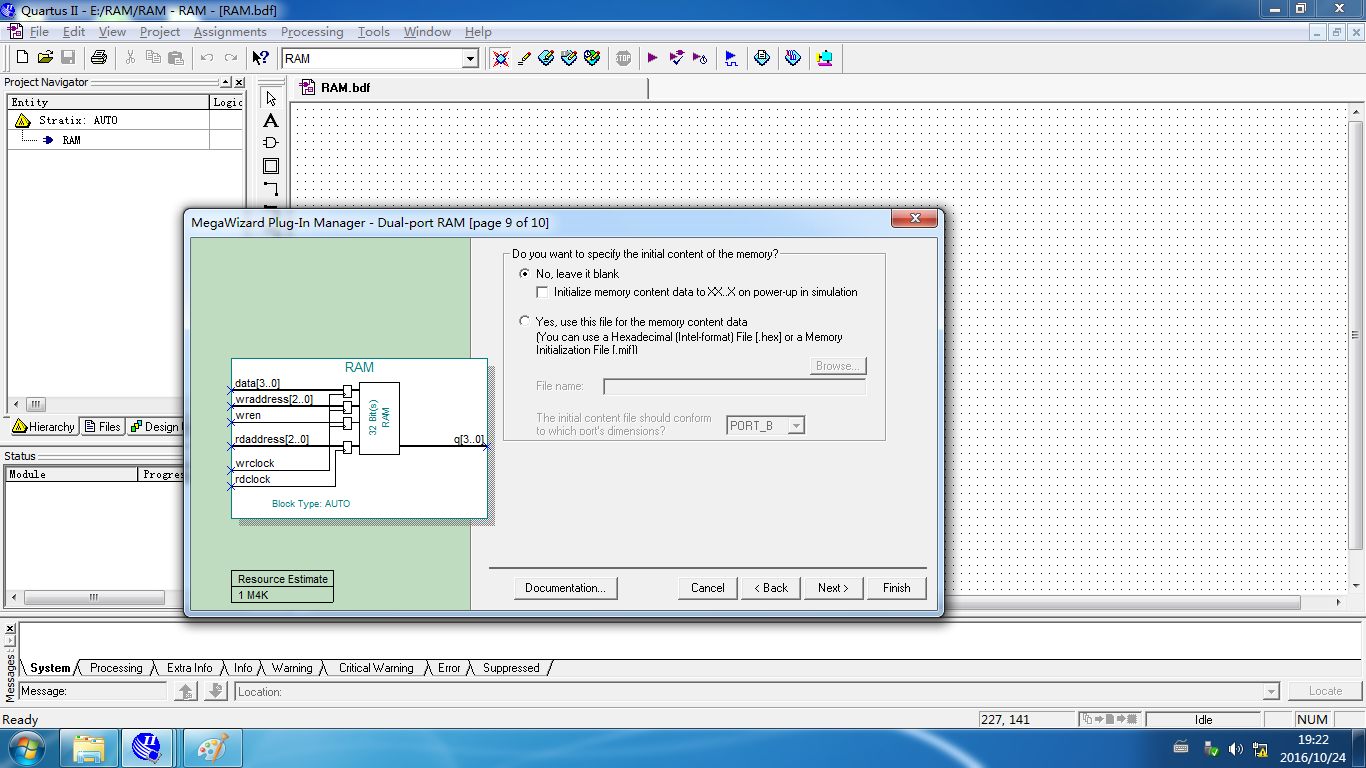 Quartus II - E:/RAM/RAM - RAM - [RAM.bdf]
File Edit View Project Assignments Processing Tools Window Help
RAM
STOP
Project Navigator
RAM.bdf
Entity Logic
Stratix: AUTO
RAM
Hierarchy Files Design
Status
Module Progres
MegaWizard Plug-In Manager - Dual-port RAM [page 9 of 10]
RAM
data[3..0]
wraddress[2..0]
wren
rdaddress[2..0]
q[3..0]
wrclock
rdclock
32 Bit(s)
RAM
Block Type: AUTO
Resource Estimate
1 M4K
Do you want to specify the initial content of the memory?
No, leave it blank
Initialize memory content data to XX..X on power-up in simulation
Yes, use this file for the memory content data
(You can use a Hexadecimal (Intel-format) File [.hex] or a Memory
Initialization File [.mif])
Browse...
File name:
The initial content file should conform
to which port's dimensions?
PORT_B
Documentation... Cancel < Back Next > Finish
Messages
System Processing Extra Info Info Warning Critical Warning Error Suppressed
Message: Location: Locate
Ready 227, 141 Idle NUM
19:22
2016/10/24